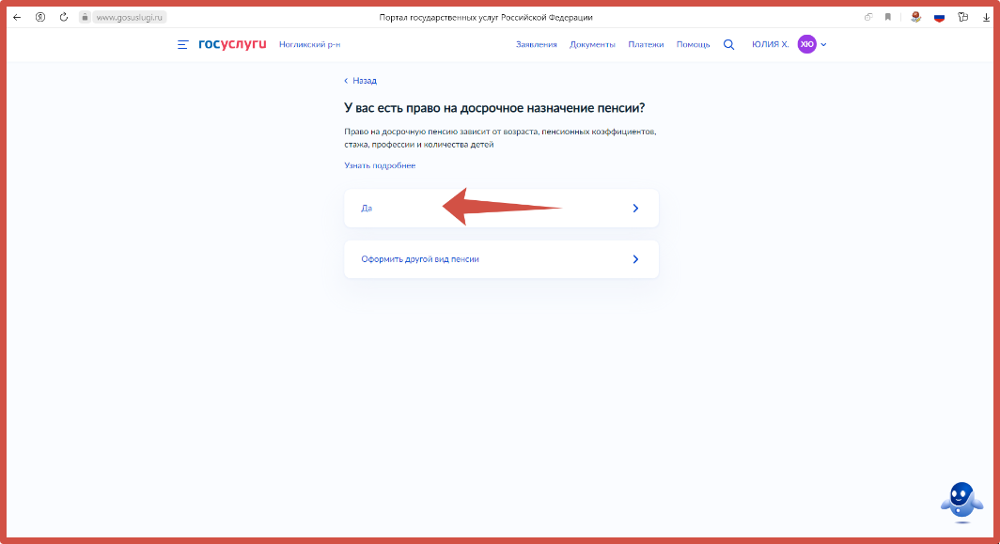 www.gosuslugi.ru
Портал государственных услуг Российской Федерации
госуслуги
Ногликский р-н
Заявления
Документы
Платежи
Помощь
ЮЛИЯ Х.
ХЮ
Назад
У вас есть право на досрочное назначение пенсии?
Право на досрочную пенсию зависит от возраста, пенсионных коэффициентов,
стажа, профессии и количества детей
Узнать подробнее
Да
Оформить другой вид пенсии